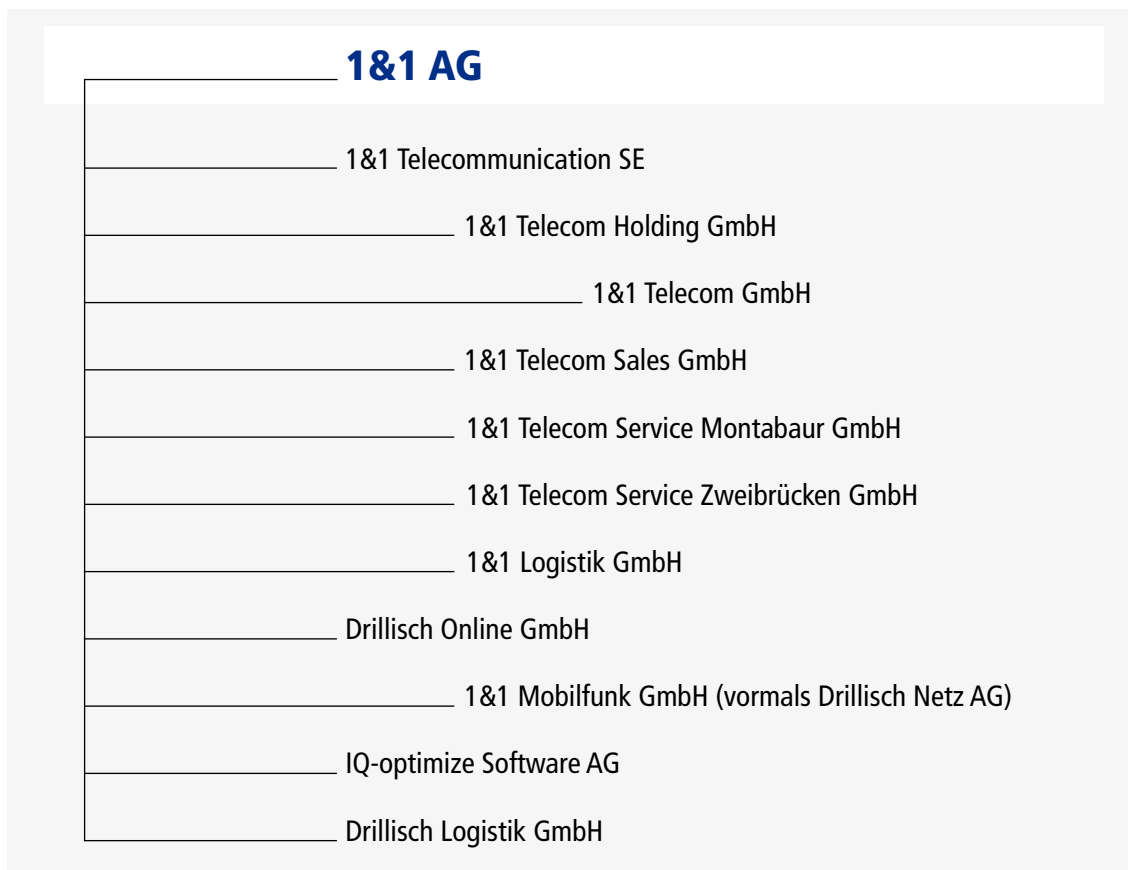 1&1 AG
1&1 Telecommunication SE
1&1 Telecom Holding GmbH
1&1 Telecom GmbH
1&1 Telecom Sales GmbH
1&1 Telecom Service Montabaur GmbH
1&1 Telecom Service Zweibrücken GmbH
1&1 Logistik GmbH
Drillisch Online GmbH
1&1 Mobilfunk GmbH (vormals Drillisch Netz AG)
IQ-optimize Software AG
Drillisch Logistik GmbH